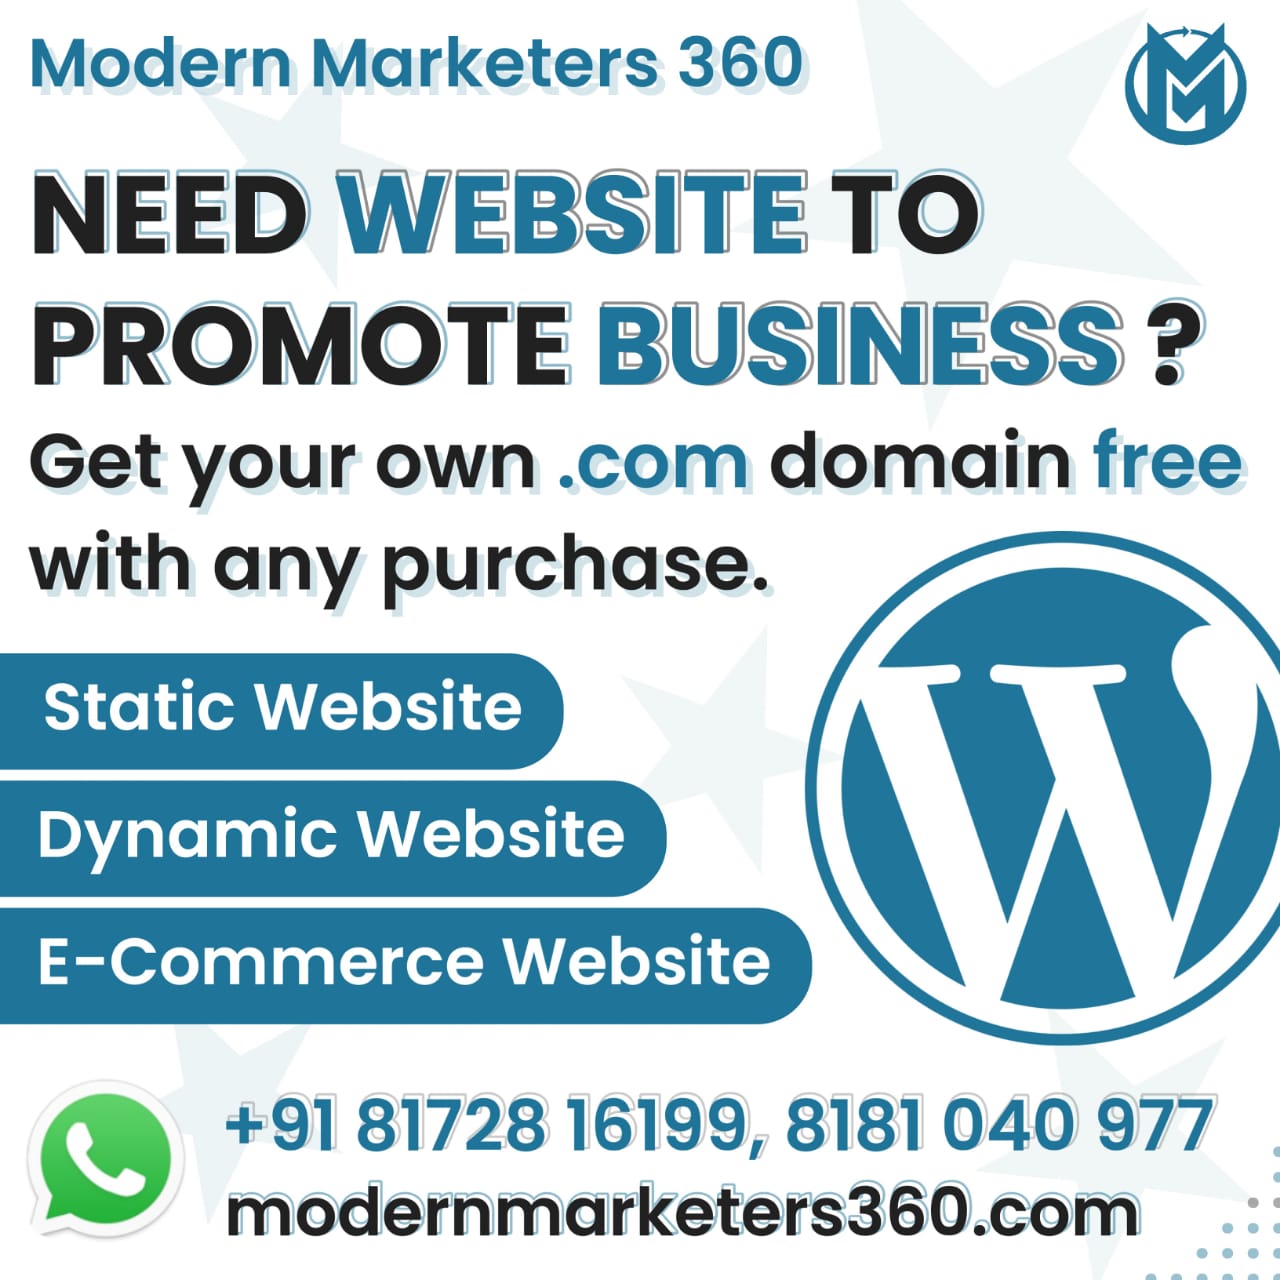 Modern Marketers 360
NEED WEBSITE TO
PROMOTE BUSINESS ?
Get your own .com domain free
with any purchase.
Static Website
Dynamic Website
E-Commerce Website
+91 81728 16199, 8181 040 977
modernmarketers360.com